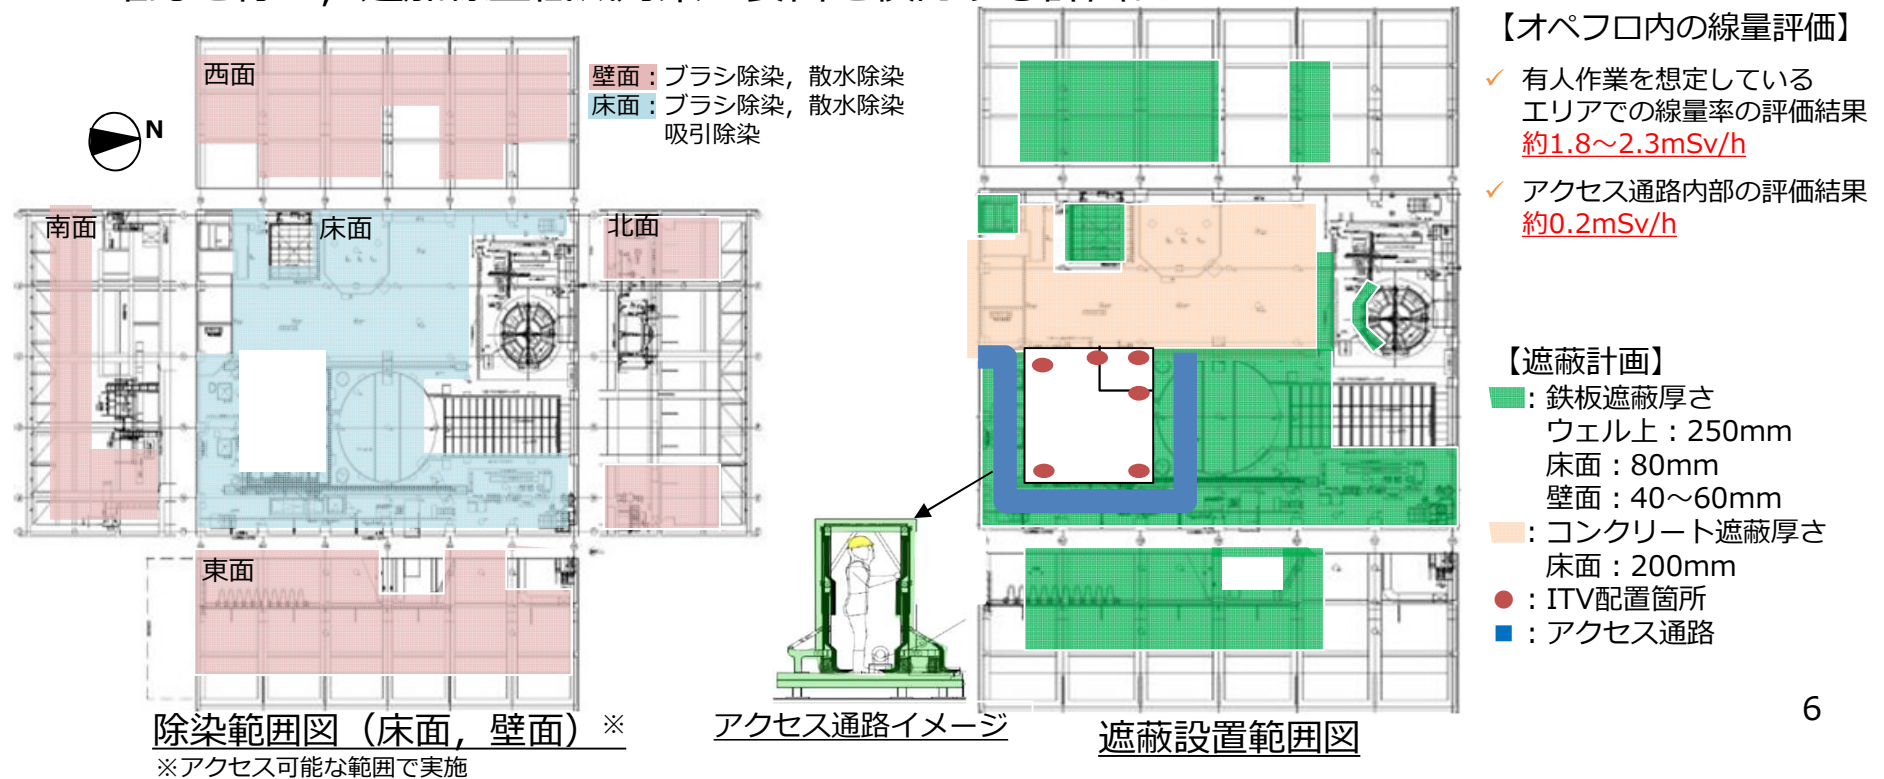 西面
壁面：ブラシ除染，散水除染
床面：ブラシ除染，散水除染
吸引除染
N
南面
床面
北面
東面
除染範囲図（床面，壁面）※
※アクセス可能な範囲で実施
アクセス通路イメージ
遮蔽設置範囲図
【オペフロ内の線量評価】
✓ 有人作業を想定している
エリアでの線量率の評価結果
約1.8～2.3mSv/h
✓ アクセス通路内部の評価結果
約0.2mSv/h
【遮蔽計画】
：鉄板遮蔽厚さ
ウェル上：250mm
床面：80mm
壁面：40～60mm
：コンクリート遮蔽厚さ
床面：200mm
：ITV配置箇所
：アクセス通路
6